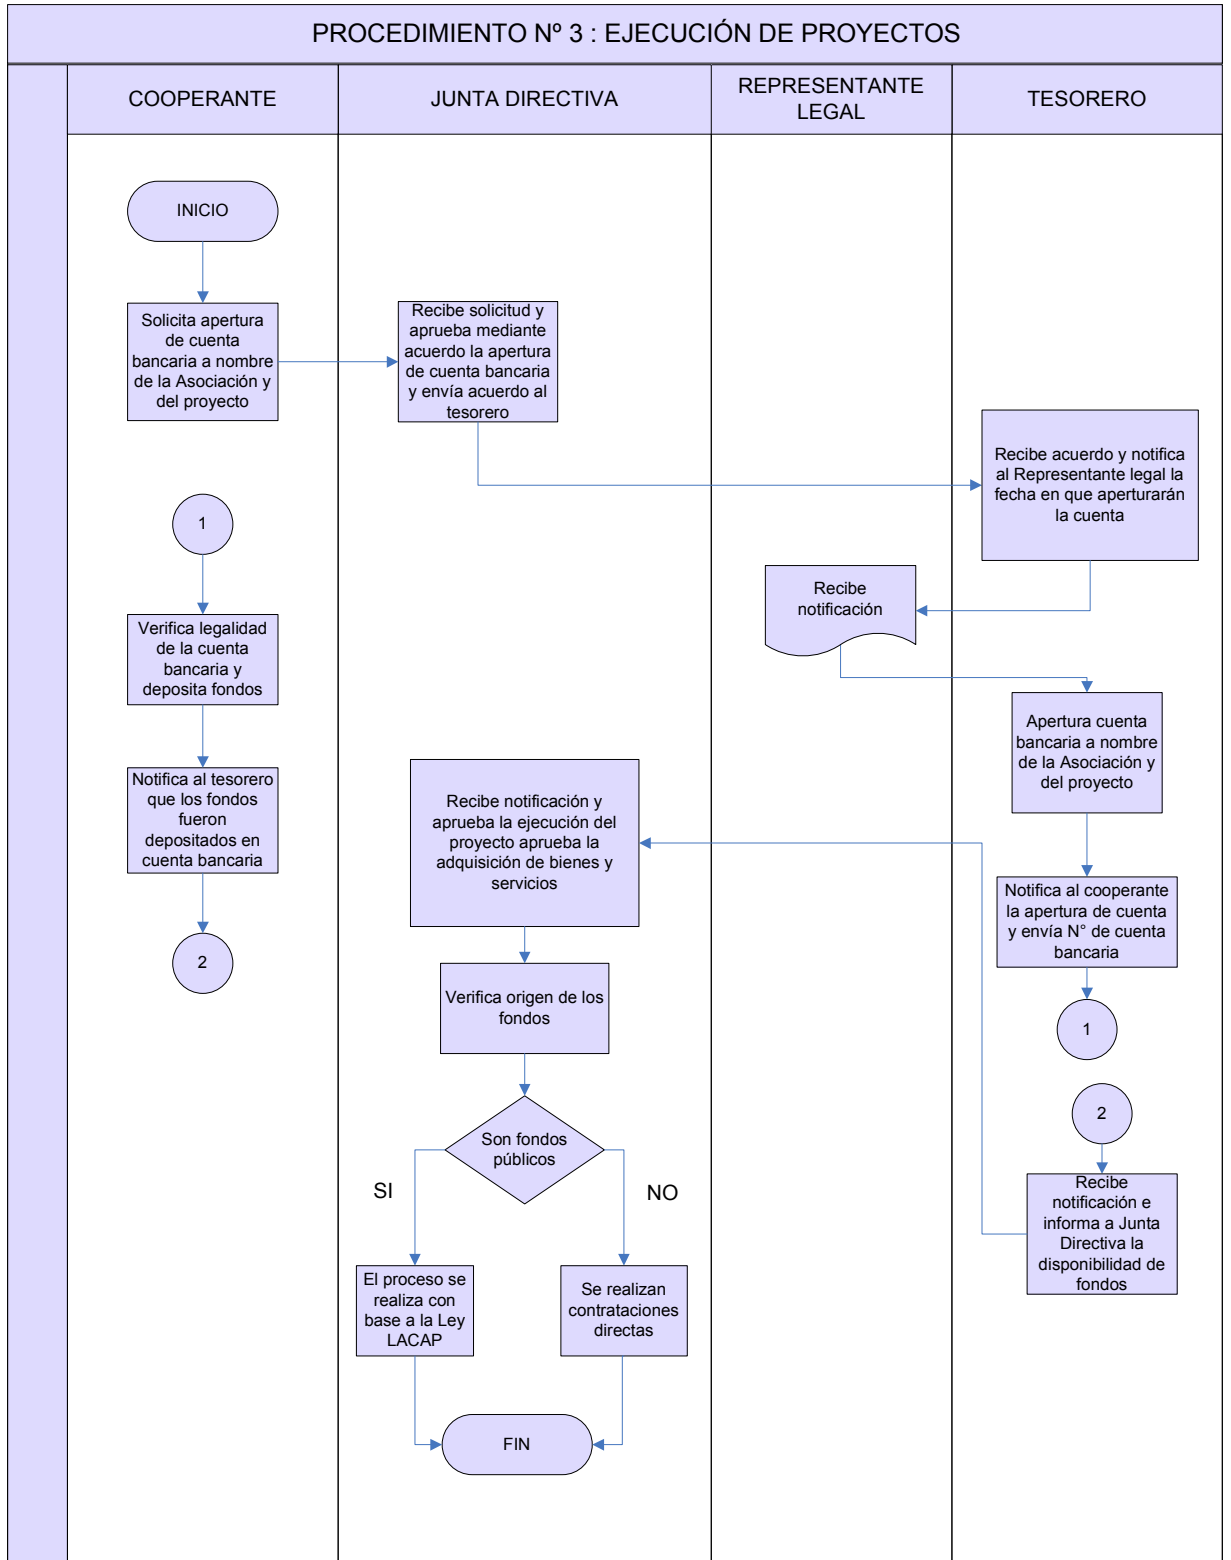 PROCEDIMIENTO Nº 3 : EJECUCIÓN DE PROYECTOS
COOPERANTE
JUNTA DIRECTIVA
REPRESENTANTE
LEGAL
TESORERO
INICIO
Solicita apertura
de cuenta
bancaria a nombre
de la Asociación y
del proyecto
Recibe solicitud y
aprueba mediante
acuerdo la apertura
de cuenta bancaria
y envía acuerdo al
tesorero
Recibe acuerdo y notifica
al Representante legal la
fecha en que aperturarán
la cuenta
Recibe
notificación
Apertura cuenta
bancaria a nombre
de la Asociación y
del proyecto
Notifica al cooperante
la apertura de cuenta
y envía N° de cuenta
bancaria
1
1
Verifica legalidad
de la cuenta
bancaria y
deposita fondos
Notifica al tesorero
que los fondos
fueron
depositados en
cuenta bancaria
2
2
Recibe
notificación e
informa a Junta
Directiva la
disponibilidad de
fondos
Recibe notificación y
aprueba la ejecución del
proyecto aprueba la
adquisición de bienes y
servicios
Verifica origen de los
fondos
Son fondos
públicos
SI
NO
El proceso se
realiza con
base a la Ley
LACAP
Se realizan
contrataciones
directas
FIN